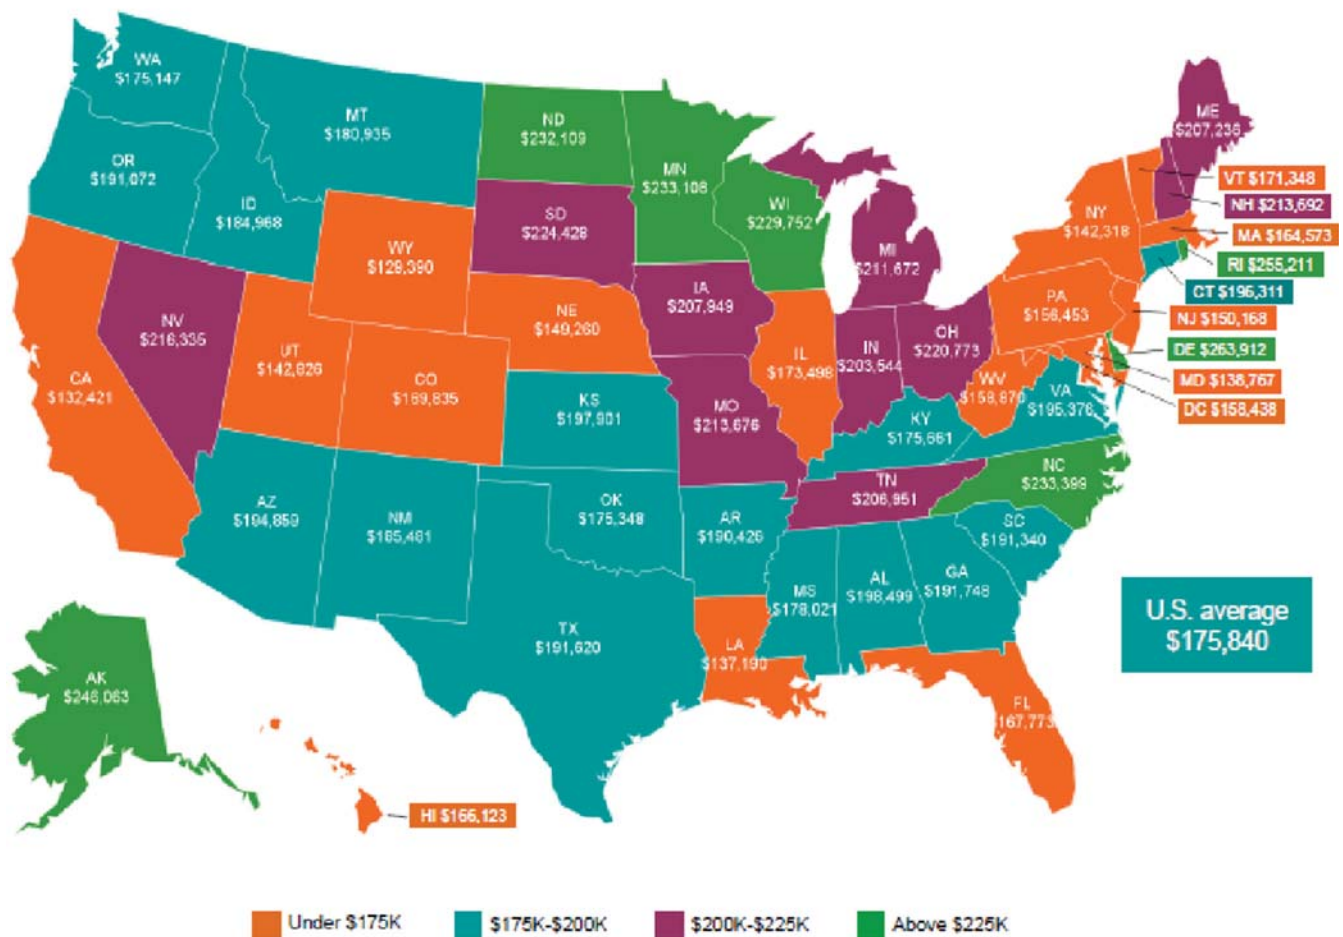 WA
$175,147
MT
$180,935
ND
$232,109
MN
$233,108
ME
$207,236
OR
$191,072
ID
$184,968
SD
$224,428
WI
$229,752
MI
$211,672
NY
$142,318
VT $171,348
NH $213,692
MA $164,573
RI $255,211
CT $196,311
WY
$129,390
IA
$207,949
NE
$149,260
PA
$156,453
NJ $150,168
DE $263,912
MD $138,767
DC $158,438
NV
$216,335
UT
$142,826
CO
$169,835
CA
$132,421
IL
$173,498
IN
$203,544
OH
$220,773
WV
$158,870
VA
$195,376
KS
$197,901
MO
$213,676
KY
$175,661
NC
$233,399
TN
$206,951
AZ
$194,859
NM
$185,481
OK
$175,348
AR
$190,426
SC
$191,340
MS
$178,021
AL
$198,499
GA
$191,748
TX
$191,620
LA
$137,190
FL
$167,773
U.S. average
$175,840
AK
$246,063
HI $166,123
Under $175K
$175K-$200K
$200K-$225K
Above $225K